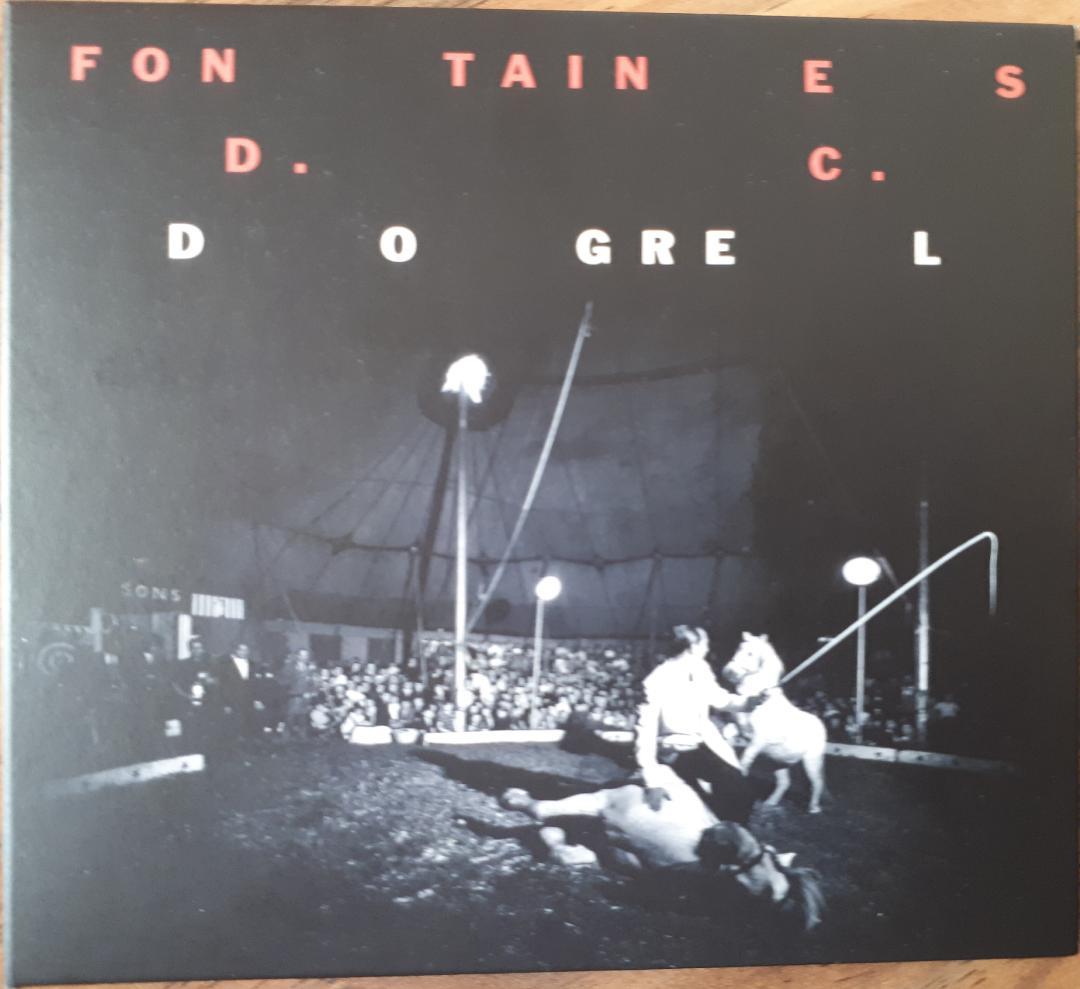 FON TAIN E S
D. C.
D O GRE L
SONS